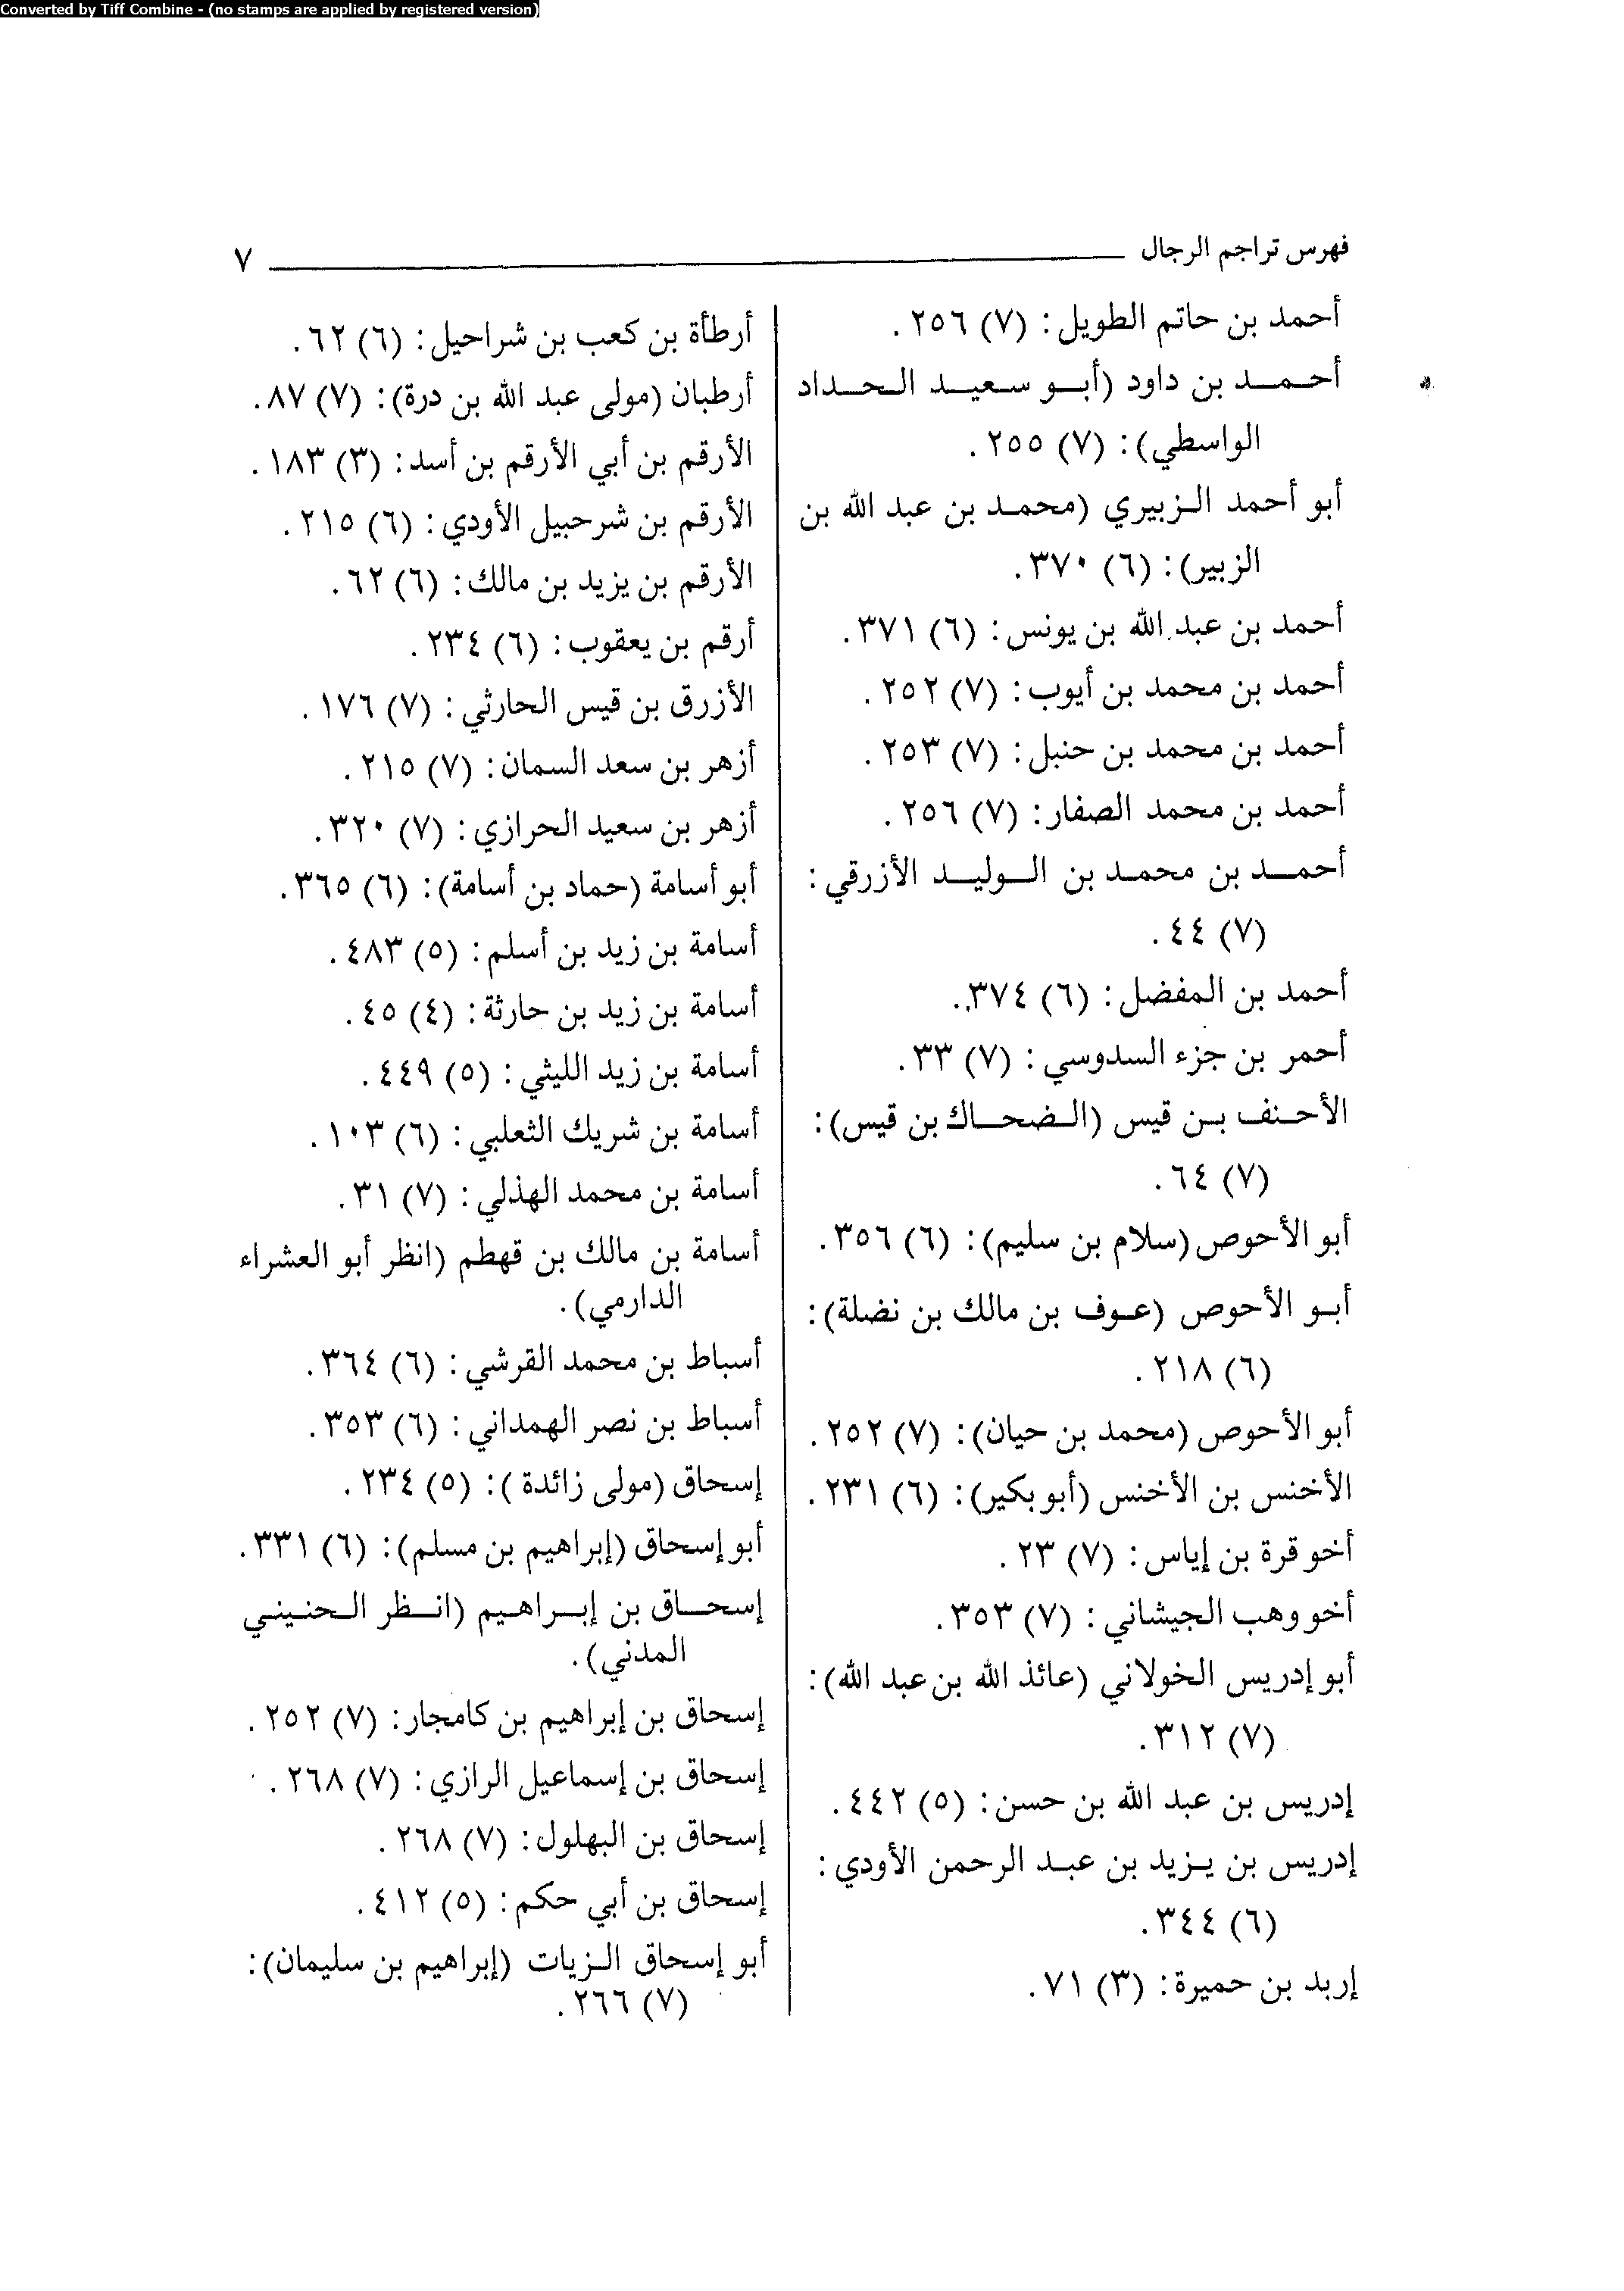 Converted by Tiff Combine - (no stamps are applied by registered version)
فهرس تراجم الرجال ٧
أحمد بن حاتم الطويل: (٧) ٢٥٦.
أحمد بن داود (أبو سعيد الحداد
الواسطي): (٧) ٢٥٥.
أبو أحمد الزبيري (محمد بن عبد الله بن
الزبير): (٦) ٣٧٠.
أحمد بن عبد الله بن يونس: (٦) ٣٧١.
أحمد بن محمد بن أيوب: (٧) ٢٥٢.
أحمد بن محمد بن حنبل: (٧) ٢٥٣.
أحمد بن محمد الصفار: (٧) ٢٥٦.
أحمد بن محمد بن الوليد الأزرقي:
(٧) ٤٤.
أحمد بن المفضل: (٦) ٣٧٤.
أحمر بن جزء السدوسي: (٧) ٣٣.
الأحنف بن قيس (الضحاك بن قيس):
(٧) ٦٤.
أبو الأحوص (سلام بن سليم): (٦) ٣٥٦.
أبو الأحوص (عوف بن مالك بن نضلة):
(٦) ٢١٨.
أبو الأحوص (محمد بن حيان): (٧) ٢٥٢.
الأخنس بن الأخنس (أبو بكير): (٦) ٢٣١.
أخو قرة بن إياس: (٧) ٢٣.
أخو وهب الجيشاني: (٧) ٣٥٣.
أبو إدريس الخولاني (عائذ الله بن عبد الله):
(٧) ٣١٢.
إدريس بن عبد الله بن حسن: (٥) ٤٤٢.
إدريس بن يزيد بن عبد الرحمن الأودي:
(٦) ٣٤٤.
إربد بن حميرة: (٣) ٧١.
أرطأة بن كعب بن شراحيل: (٦) ٦٢.
أرطبان (مولى عبد الله بن درة): (٧) ٨٧.
الأرقم بن أبي الأرقم بن أسد: (٣) ١٨٣.
الأرقم بن شرحبيل الأودي: (٦) ٢١٥.
الأرقم بن يزيد بن مالك: (٦) ٦٢.
أرقم بن يعقوب: (٦) ٢٣٤.
الأزرق بن قيس الحارثي: (٧) ١٧٦.
أزهر بن سعد السمان: (٧) ٢١٥.
أزهر بن سعيد الحرازي: (٧) ٣٢٠.
أبو أسامة (حماد بن أسامة): (٦) ٣٦٥.
أسامة بن زيد بن أسلم: (٥) ٤٨٣.
أسامة بن زيد بن حارثة: (٤) ٤٥.
أسامة بن زيد الليثي: (٥) ٤٤٩.
أسامة بن شريك الثعلبي: (٦) ١٠٣.
أسامة بن محمد الهذلي: (٧) ٣١.
أسامة بن مالك بن قهطم (انظر أبو العشراء
الدارمي).
أسباط بن محمد القرشي: (٦) ٣٦٤.
أسباط بن نصر الهمداني: (٦) ٣٥٣.
إسحاق (مولى زائدة): (٥) ٢٣٤.
أبو إسحاق (إبراهيم بن مسلم): (٦) ٣٣١.
إسحاق بن إبراهيم (انظر الحنيني
المدني).
إسحاق بن إبراهيم بن كامجار: (٧) ٢٥٢.
إسحاق بن إسماعيل الرازي: (٧) ٢٦٨.
إسحاق بن البهلول: (٧) ٢٦٨.
إسحاق بن أبي حكم: (٥) ٤١٢.
أبو إسحاق الزيات (إبراهيم بن سليمان):
(٧) ٢٦٦.